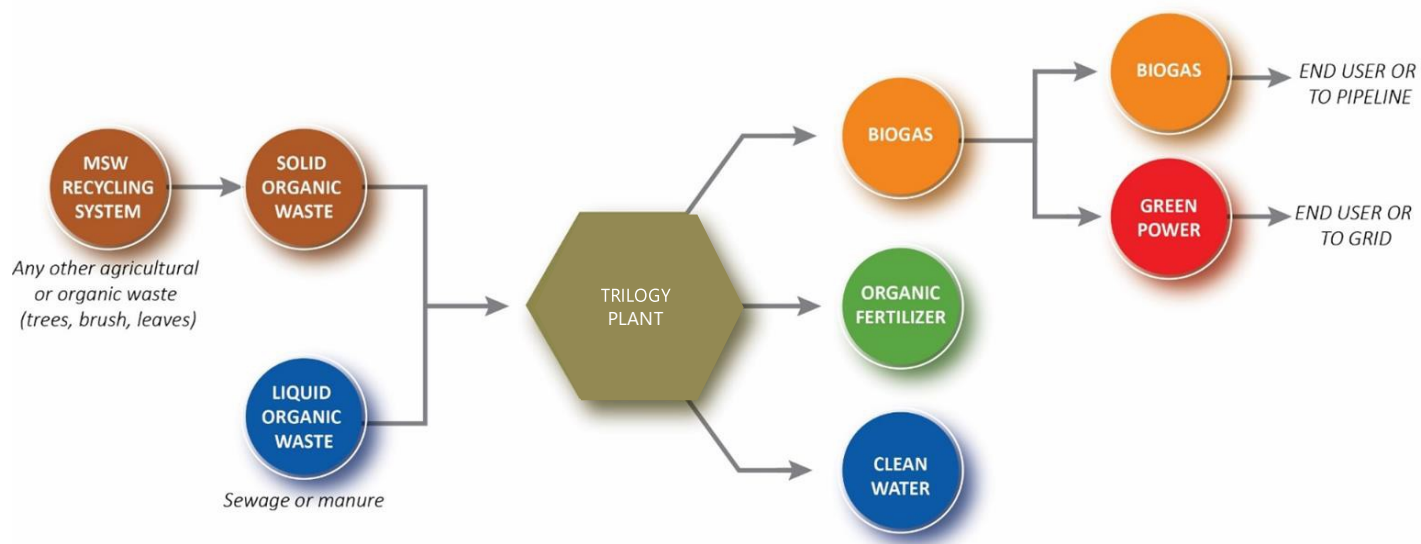 MSW
RECYCLING
SYSTEM
Any other agricultural
or organic waste
(trees, brush, leaves)
SOLID
ORGANIC
WASTE
LIQUID
ORGANIC
WASTE
Sewage or manure
TRILOGY
PLANT
BIOGAS
ORGANIC
FERTILIZER
CLEAN
WATER
BIOGAS
END USER OR
TO PIPELINE
GREEN
POWER
END USER OR
TO GRID